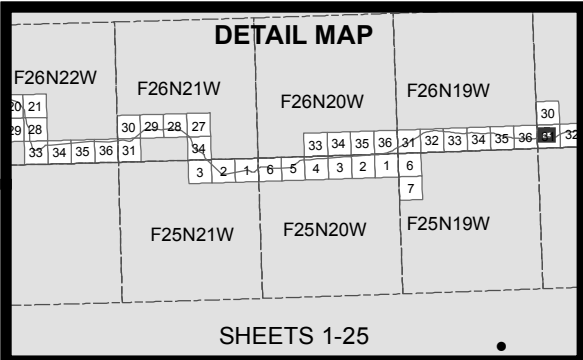 DETAIL MAP
F26N22W
F26N21W
F26N20W
F26N19W
20 21
29 28
33 34 35 36 31
30 29 28 27
34
3 2 1 6 5 4 3 2 1 6
7
33 34 35 36 31 32 33 34 35 36 31 32
30
F25N21W
F25N20W
F25N19W
SHEETS 1-25